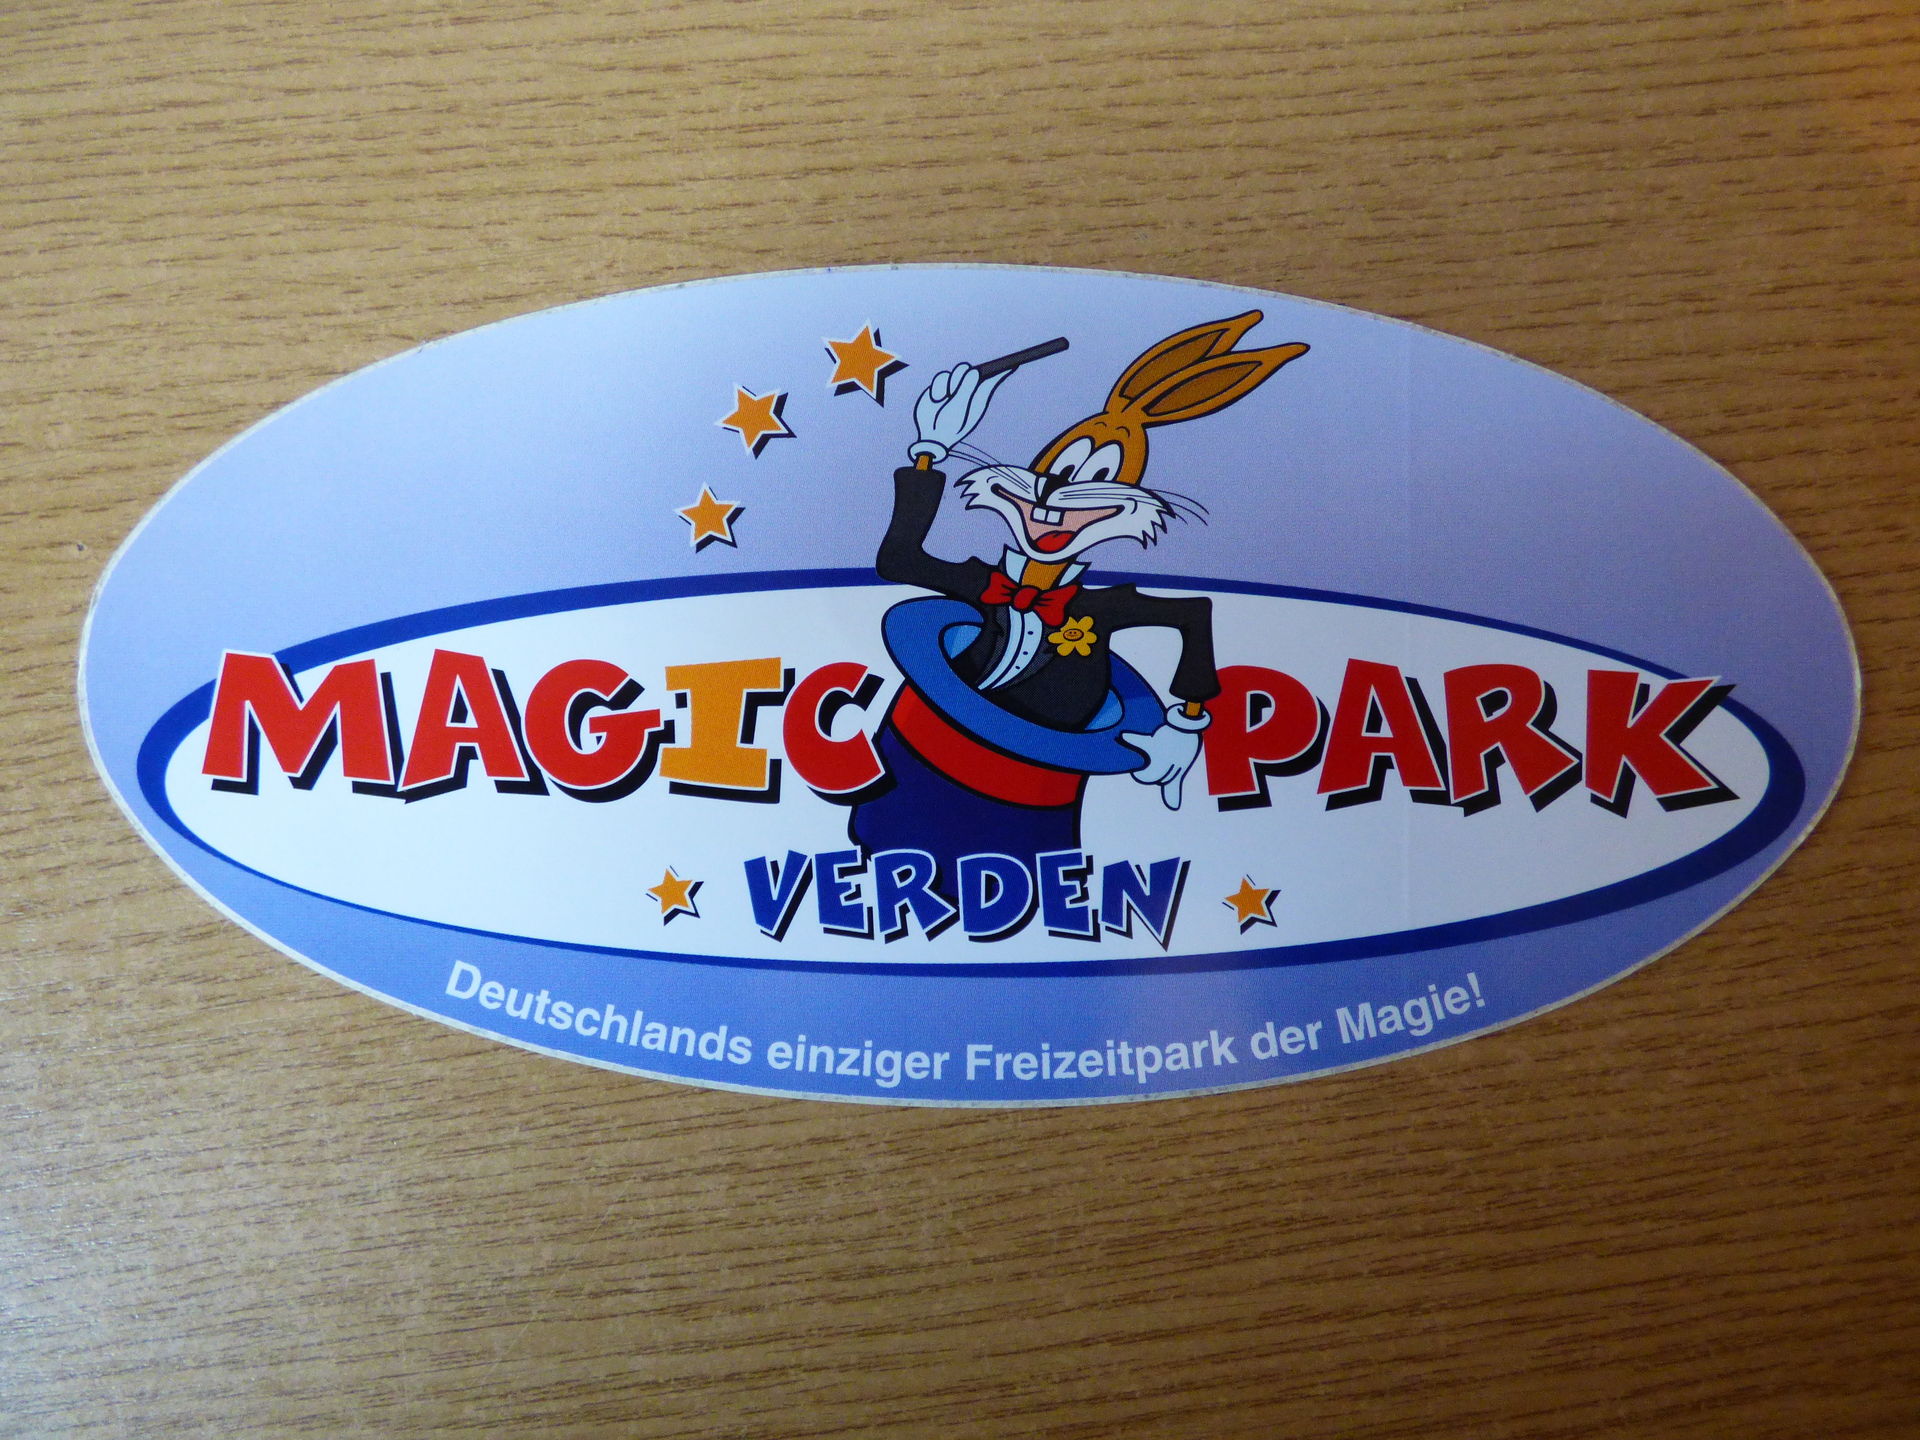 MAGIC PARK
VERDEN
Deutschlands einziger Freizeitpark der Magie!